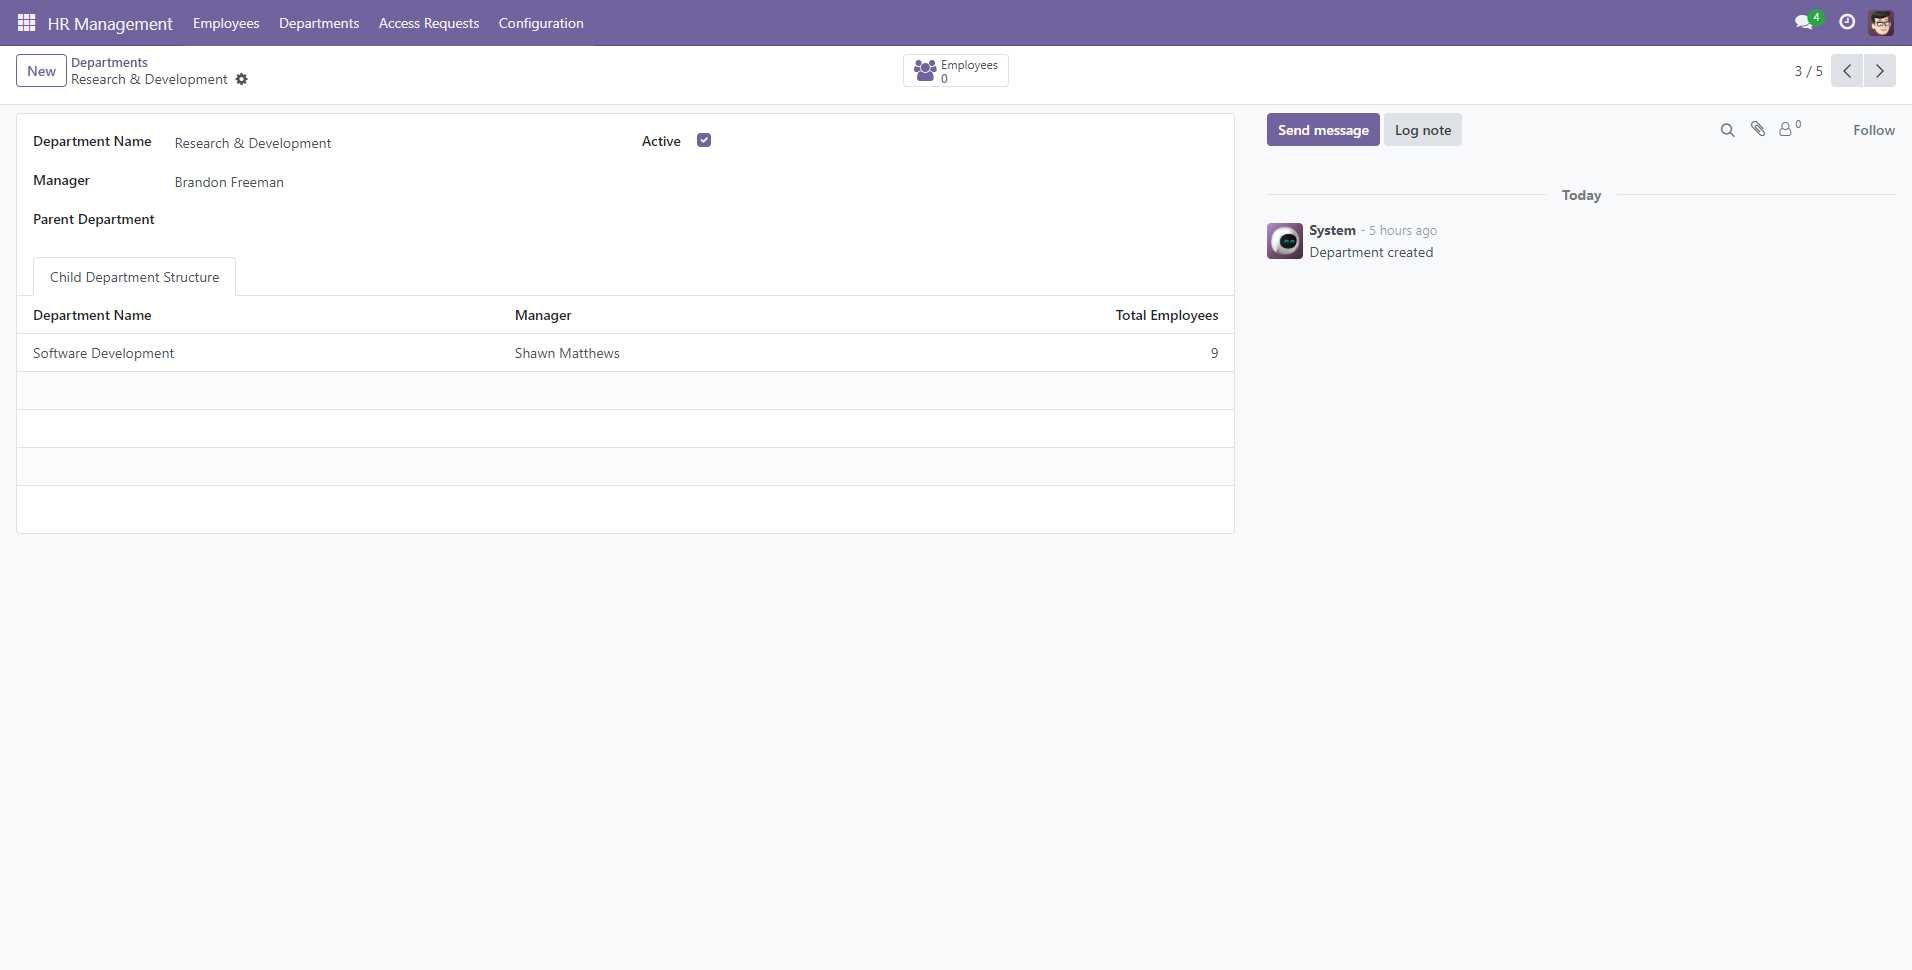 HR Management Employees Departments Access Requests Configuration 4
New Departments
Research & Development
Employees
0
3 / 5
Department Name Research & Development Active
Manager Brandon Freeman
Parent Department
Child Department Structure
Department Name Manager Total Employees
Software Development Shawn Matthews 9
Send message Log note 0 Follow
Today
System - 5 hours ago
Department created